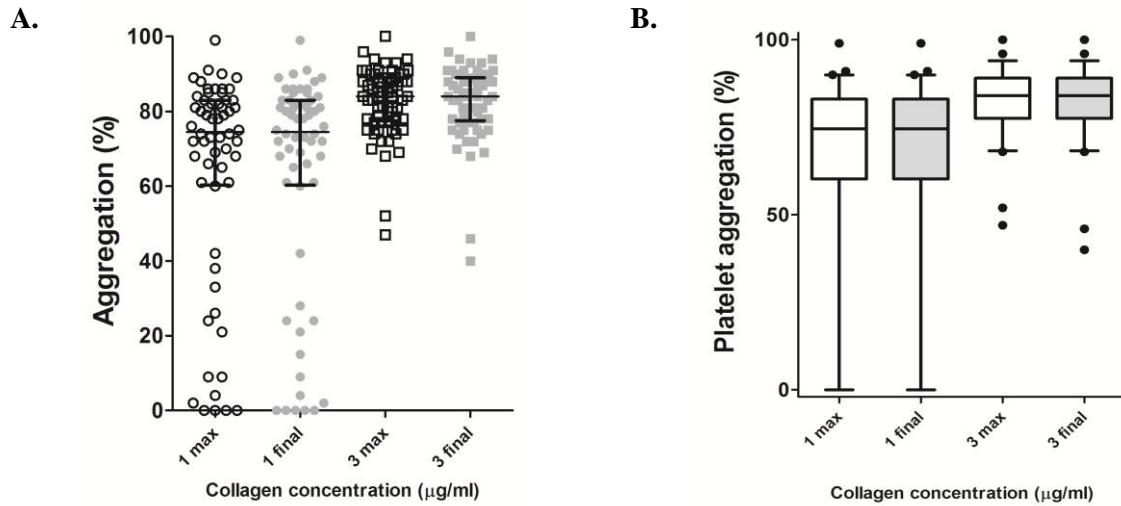 A.
Aggregation (%)
100
80
60
40
20
0
1 max
1 final
3 max
3 final
Collagen concentration (μg/ml)
B.
Platelet aggregation (%)
100
50
0
1 max
1 final
3 max
3 final
Collagen concentration (μg/ml)